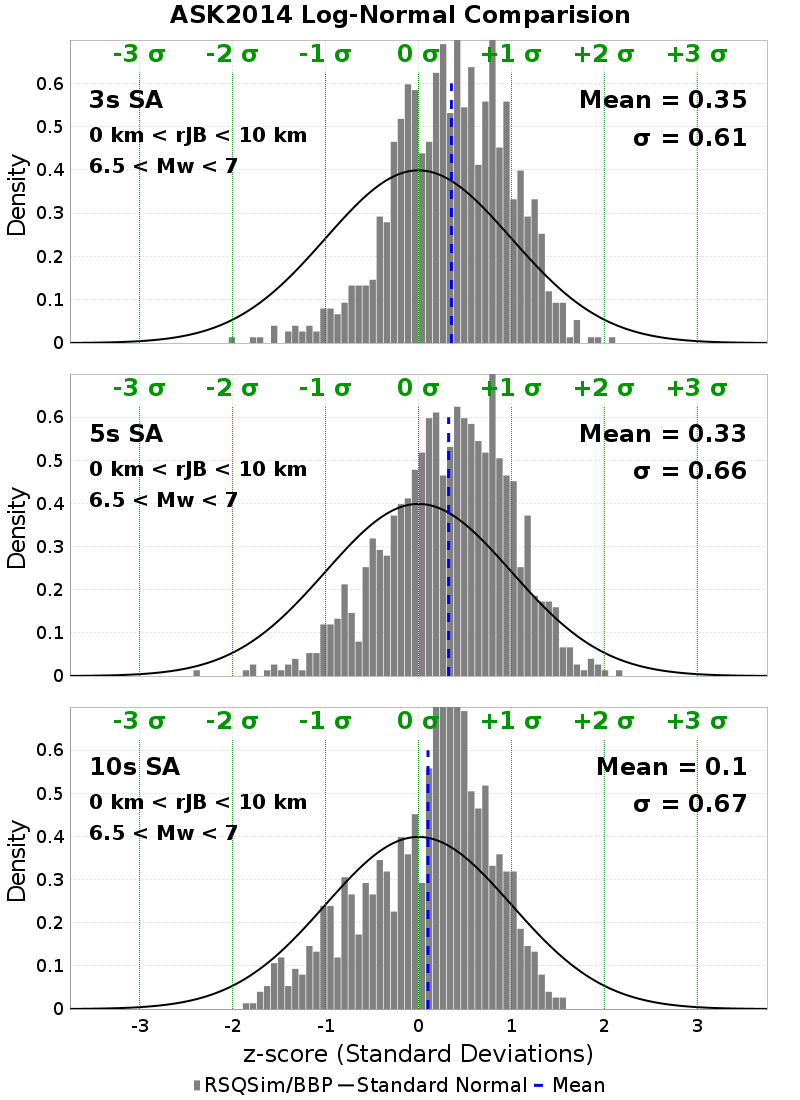 ASK2014 Log-Normal Comparision
-3 σ -2 σ -1 σ 0 σ +1 σ +2 σ +3 σ
3s SA Mean = 0.35
0 km < rJB < 10 km σ = 0.61
6.5 < Mw < 7
Density
0.6
0.5
0.4
0.3
0.2
0.1
0
-3 σ -2 σ -1 σ 0 σ +1 σ +2 σ +3 σ
5s SA Mean = 0.33
0 km < rJB < 10 km σ = 0.66
6.5 < Mw < 7
Density
0.6
0.5
0.4
0.3
0.2
0.1
0
-3 σ -2 σ -1 σ 0 σ +1 σ +2 σ +3 σ
10s SA Mean = 0.1
0 km < rJB < 10 km σ = 0.67
6.5 < Mw < 7
Density
0.6
0.5
0.4
0.3
0.2
0.1
0
-3 -2 -1 0 1 2 3
z-score (Standard Deviations)
RSQSim/BBP Standard Normal Mean